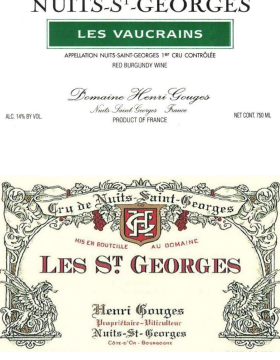 NUITS-ST-GEORGES
LES VAUCRAINS
APPELLATION NUITS-SAINT-GEORGES 1ER CRU CONTRÔLÉE
RED BURGUNDY WINE
Domaine Henri Gouges
Nuits Saint Georges France
PRODUCT OF FRANCE
ALC. 14% BY VOL.
NET CONT. 750 ML
Cru de Nuits-Saint-Georges
MIS EN BOUTEILLE AU DOMAINE
LES ST GEORGES
Henri Gouges
Propriétaire-Viticulteur
Nuits-St-Georges
CÔTE-D'OR - BOURGOGNE